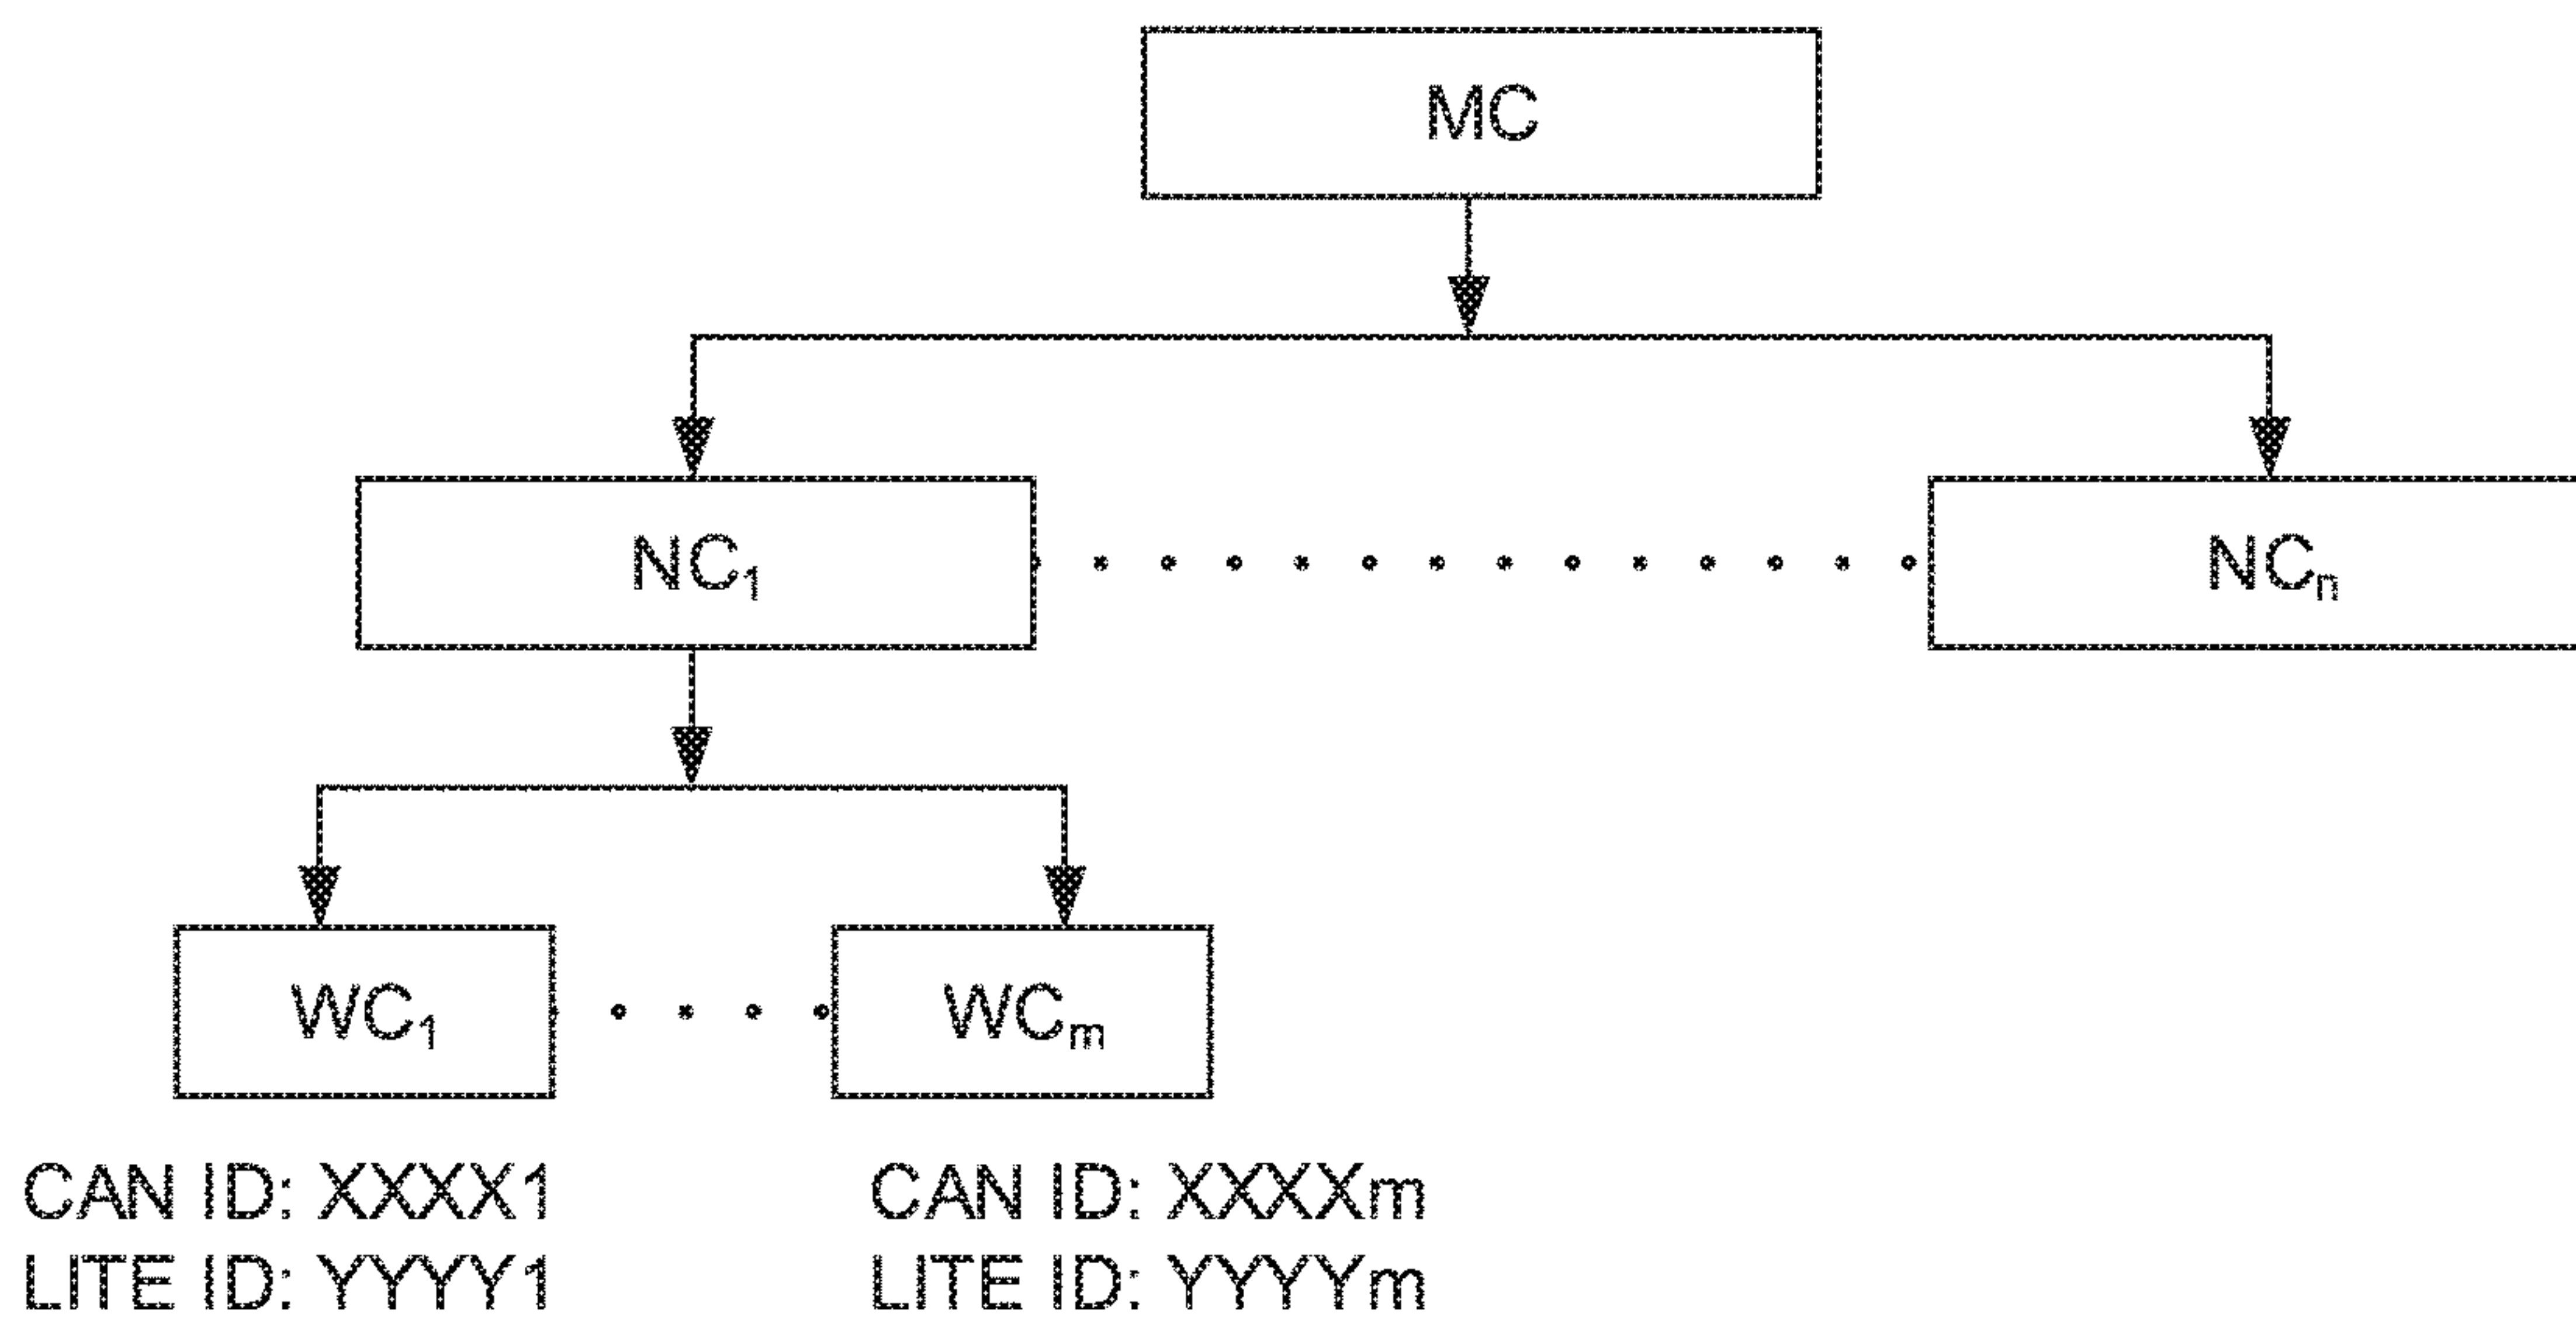 MC
NC₁
NCₙ
WC₁
WCₘ
CAN ID: XXXX1
LITE ID: YYYY1
CAN ID: XXXXm
LITE ID: YYYYm